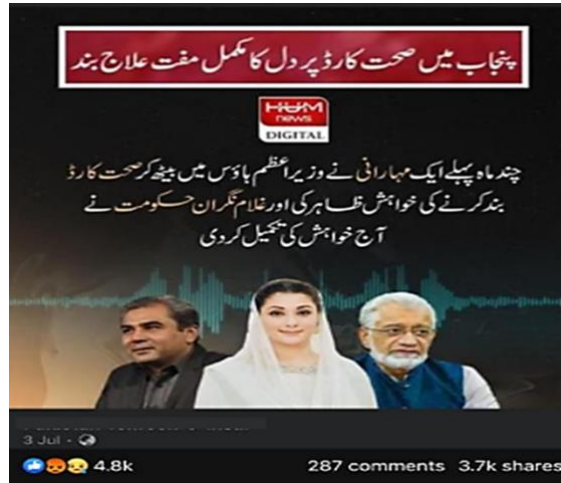 پنجاب میں صحت کارڈ پر دل کا مکمل مفت علاج بند
HUM
news
DIGITAL
چند ماہ پہلے ایک مہارانی نے وزیراعظم ہاؤس میں بیٹھ کر صحت کارڈ
بند کرنے کی خواہش ظاہر کی اور غلام نگران حکومت نے
آج خواہش کی تکمیل کر دی
3 Jul
4.8k
287 comments 3.7k shares